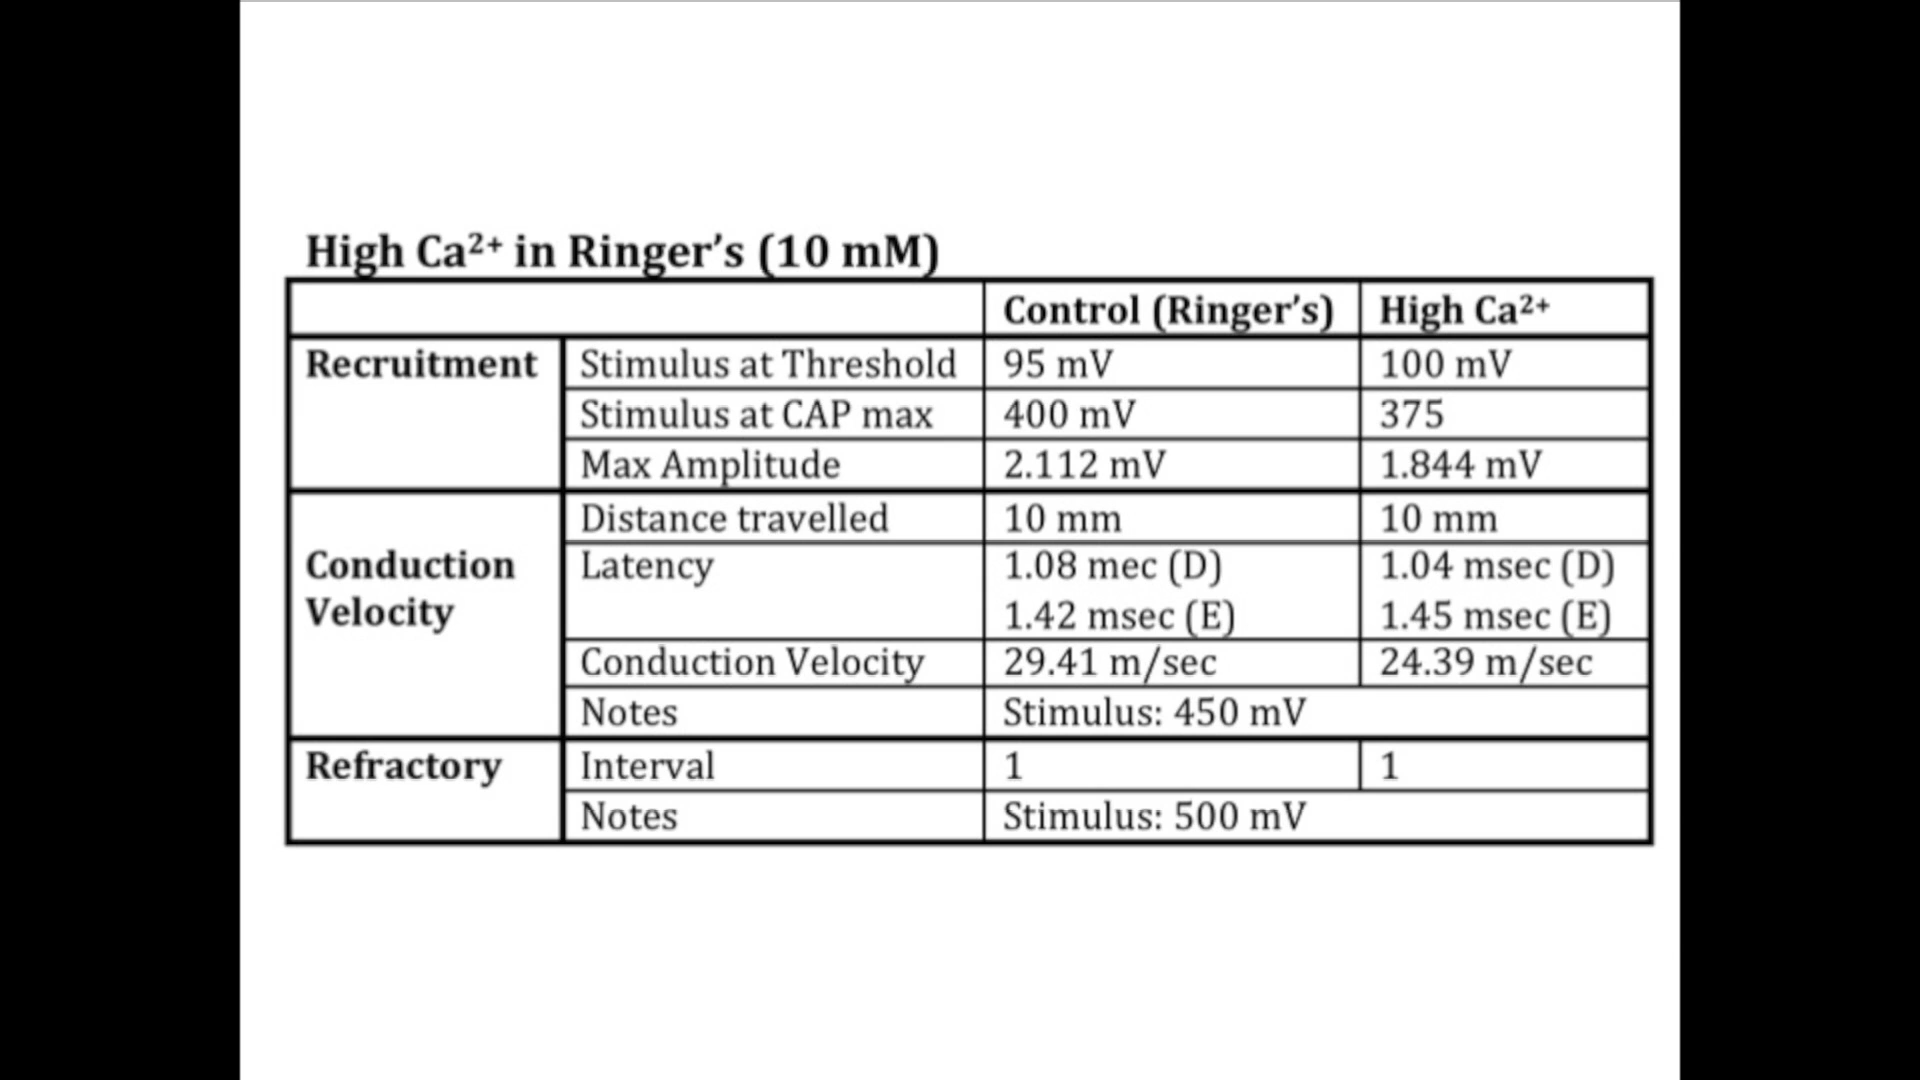 High Ca²⁺ in Ringer’s (10 mM)
Control (Ringer’s) High Ca²⁺
Recruitment Stimulus at Threshold 95 mV 100 mV
Stimulus at CAP max 400 mV 375
Max Amplitude 2.112 mV 1.844 mV
Distance travelled 10 mm 10 mm
Conduction Latency 1.08 mec (D) 1.04 msec (D)
Velocity 1.42 msec (E) 1.45 msec (E)
Conduction Velocity 29.41 m/sec 24.39 m/sec
Notes Stimulus: 450 mV
Refractory Interval 1 1
Notes Stimulus: 500 mV